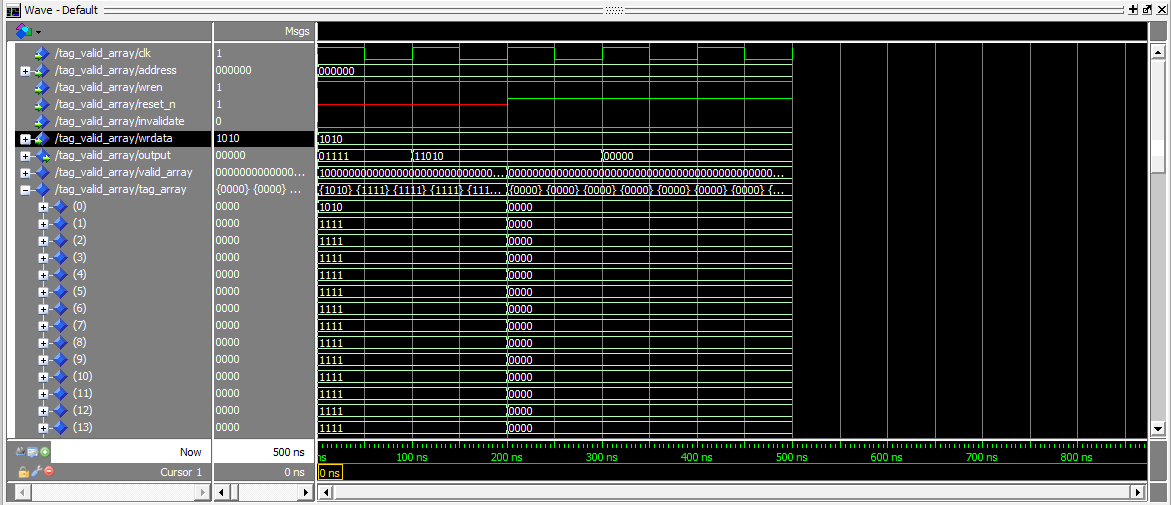 Wave - Default
Msgs
/tag_valid_array/clk 1
/tag_valid_array/address 000000 000000
/tag_valid_array/wren 1
/tag_valid_array/reset_n 1
/tag_valid_array/invalidate 0
/tag_valid_array/wrdata 1010 1010
/tag_valid_array/output 00000 01111 11010 00000
/tag_valid_array/valid_array 0000000000000... 100000000000000000000000000000... 000000000000000000000000000000000000000000000...
/tag_valid_array/tag_array {0000} {0000} ... {1010} {1111} {1111} {1111} {111... {0000} {0000} {0000} {0000} {0000} {0000} {...
(0) 0000 1010 0000
(1) 0000 1111 0000
(2) 0000 1111 0000
(3) 0000 1111 0000
(4) 0000 1111 0000
(5) 0000 1111 0000
(6) 0000 1111 0000
(7) 0000 1111 0000
(8) 0000 1111 0000
(9) 0000 1111 0000
(10) 0000 1111 0000
(11) 0000 1111 0000
(12) 0000 1111 0000
(13) 0000 1111 0000
Now 500 ns ns 100 ns 200 ns 300 ns 400 ns 500 ns 600 ns 700 ns 800 ns
Cursor 1 0 ns 0 ns